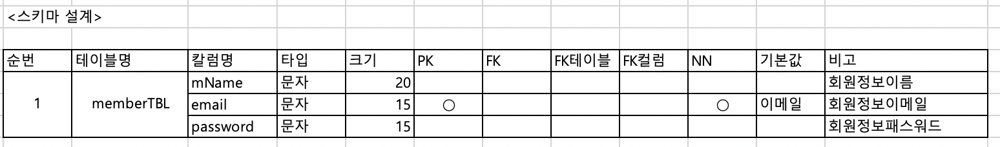 <스키마 설계>
순번 테이블명 칼럼명 타입 크기 PK FK FK테이블 FK컬럼 NN 기본값 비고
mName 문자 20 회원정보이름
1 memberTBL email 문자 15 ○ ○ 이메일 회원정보이메일
password 문자 15 회원정보패스워드